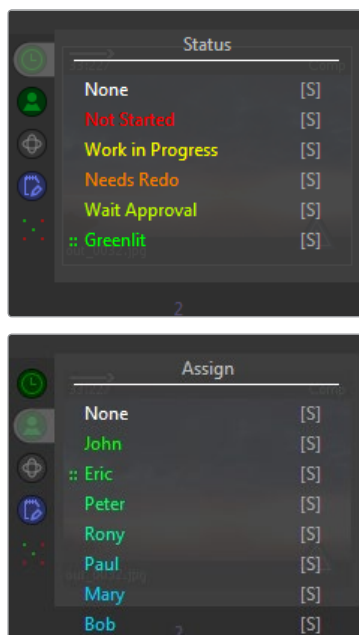 Status
None [S]
Not Started [S]
Work in Progress [S]
Needs Redo [S]
Wait Approval [S]
:: Greenlit [S]
2
Assign
None [S]
John [S]
:: Eric [S]
Peter [S]
Rony [S]
Paul [S]
Mary [S]
Bob [S]
2